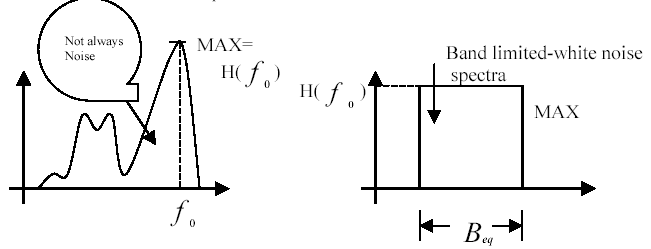 Not always
Noise
MAX=
H(f₀)
f₀
Band limited-white noise
spectra
H(f₀)
MAX
Bₑq